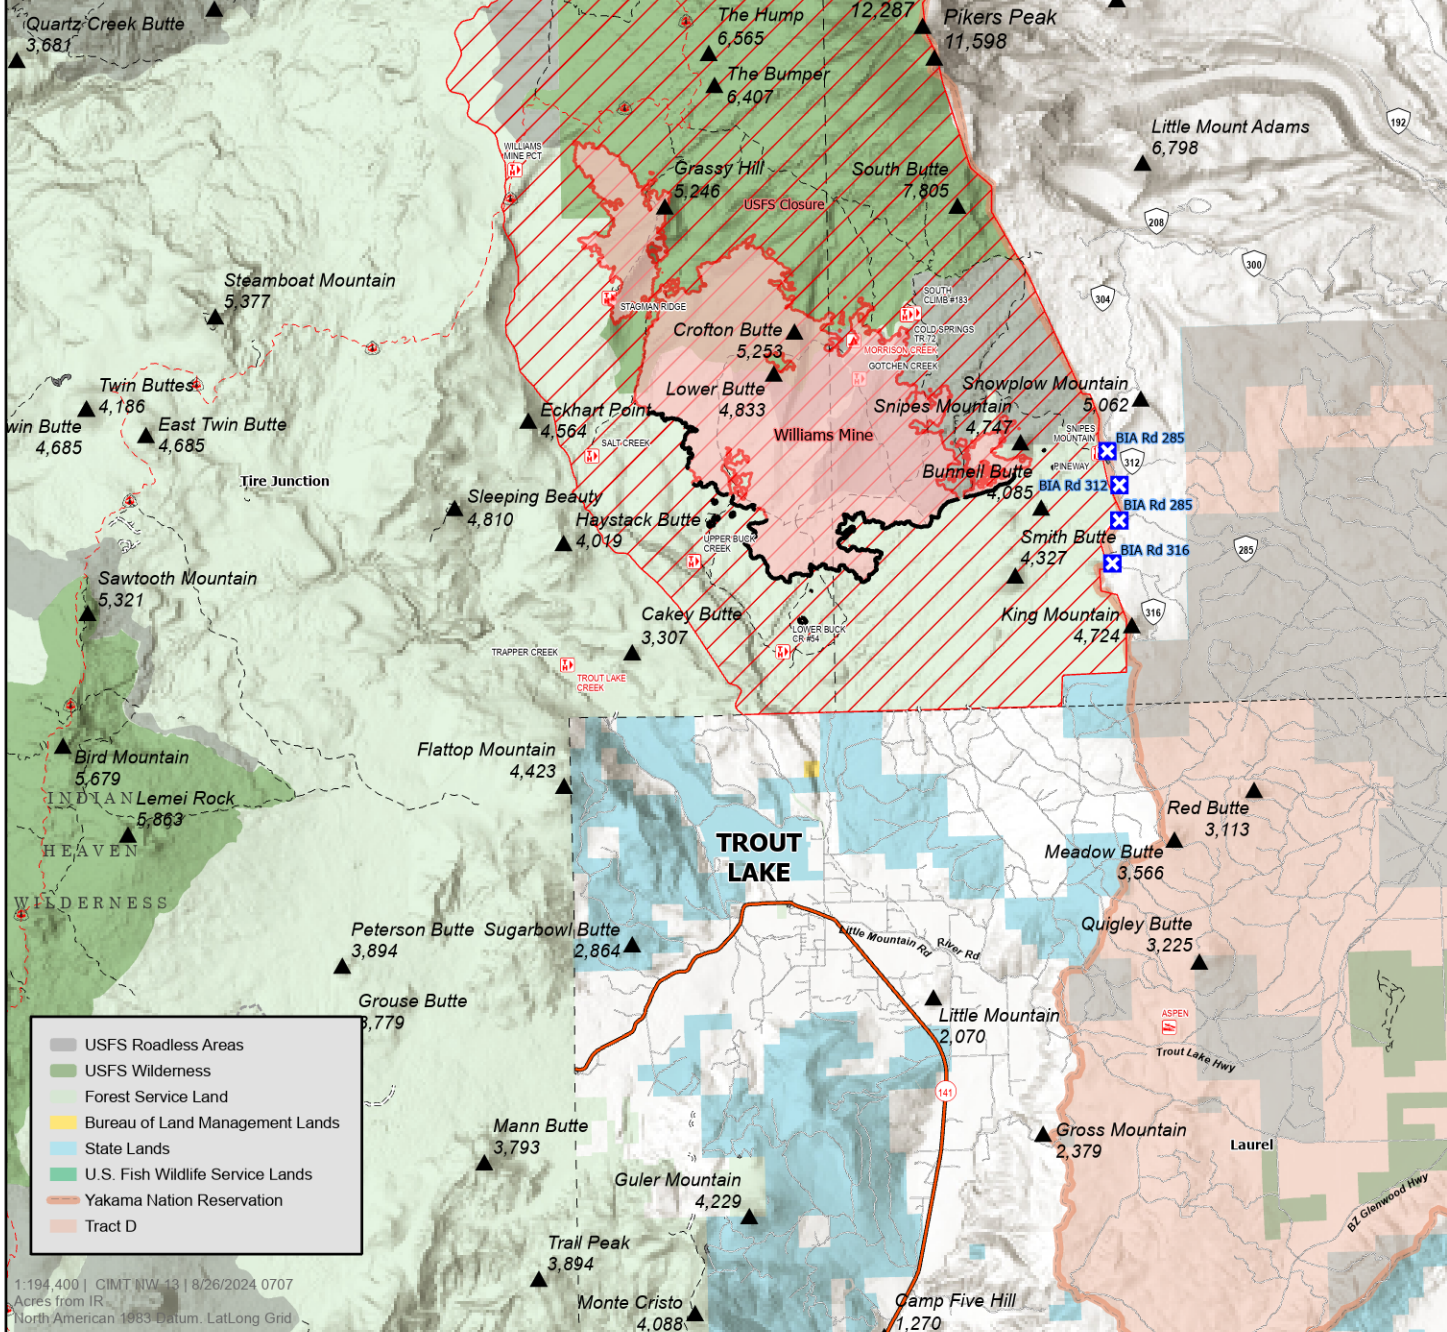 Quartz Creek Butte
3,681
The Hump
6,565
12,287
Pikers Peak
11,598
The Bumper
6,407
192
Little Mount Adams
6,798
WILLIAMS
MINE PCT
Grassy Hill
5,246
South Butte
7,805
USFS Closure
208
300
Steamboat Mountain
5,377
SOUTH
CLIMB #183
304
STAGMAN RIDGE
Crofton Butte
5,253
COLD SPRINGS
TR 72
MORRISON CREEK
GOTCHEN CREEK
Twin Buttes
4,186
Lower Butte
4,833
Snowplow Mountain
5,062
win Butte
4,685
East Twin Butte
4,685
Eckhart Point
4,564
Snipes Mountain
4,747
Williams Mine
SALT CREEK
SNIPES
MOUNTAIN
BIA Rd 285
312
PINEWAY
Tire Junction
Bunnell Butte
4,085
BIA Rd 312
Sleeping Beauty
4,810
BIA Rd 285
Haystack Butte
4,019
UPPER BUCK
CREEK
Smith Butte
4,327
BIA Rd 316
285
Sawtooth Mountain
5,321
Cakey Butte
3,307
LOWER BUCK
CR #54
King Mountain
4,724
316
TRAPPER CREEK
TROUT LAKE
CREEK
Flattop Mountain
4,423
Bird Mountain
5,679
INDIAN
Lemei Rock
5,863
HEAVEN
WILDERNESS
TROUT
LAKE
Red Butte
3,113
Meadow Butte
3,566
Peterson Butte
3,894
Sugarbowl Butte
2,864
Little Mountain Rd
River Rd
Quigley Butte
3,225
Grouse Butte
3,779
Little Mountain
2,070
ASPEN
Trout Lake Hwy
141
USFS Roadless Areas
USFS Wilderness
Forest Service Land
Bureau of Land Management Lands
State Lands
U.S. Fish Wildlife Service Lands
Yakama Nation Reservation
Tract D
Mann Butte
3,793
Gross Mountain
2,379
Laurel
Guler Mountain
4,229
BZ Glenwood Hwy
Trail Peak
3,894
Monte Cristo
4,088
Camp Five Hill
1,270
1:194,400 | CIMT NW 13 | 8/26/2024 0707
Acres from IR
North American 1983 Datum. LatLong Grid